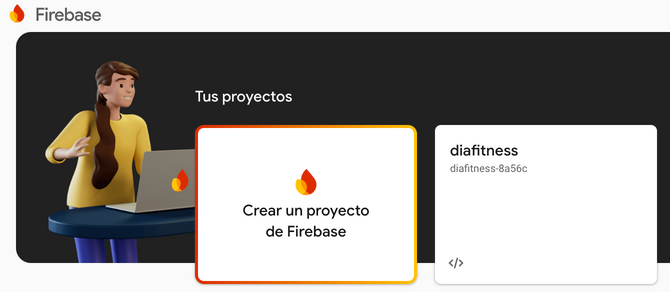 Firebase
Tus proyectos
Crear un proyecto
de Firebase
diafitness
diafitness-8a56c
</>